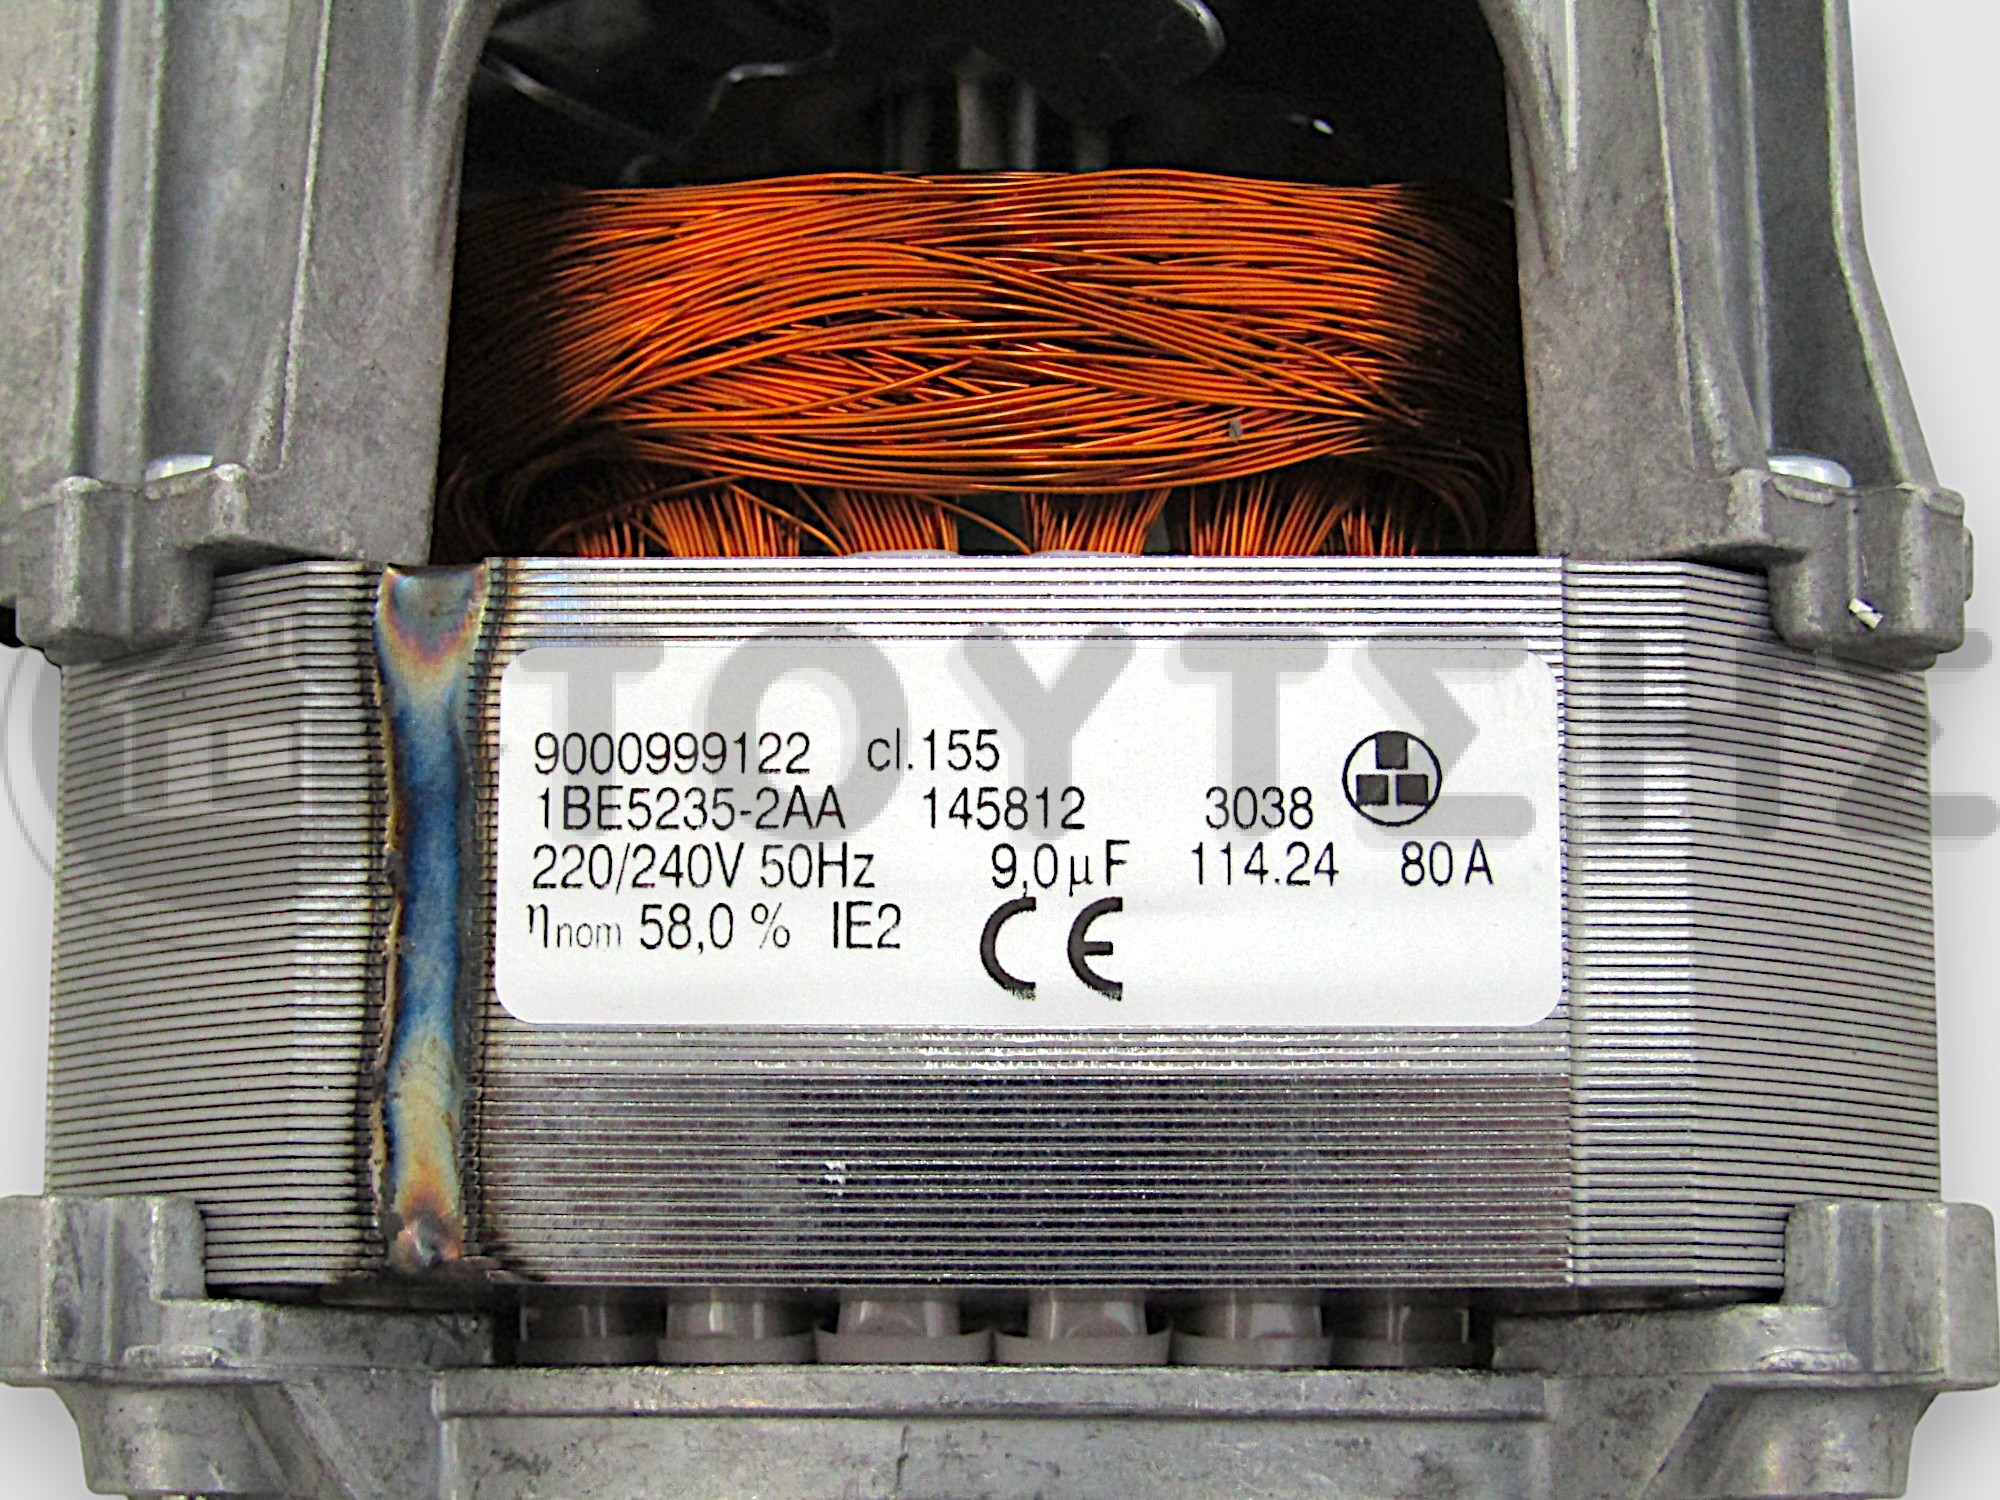 ΤΟΥΤΣΗΣ
9000999122 cl.155
1BE5235-2AA 145812 3038
220/240V 50Hz 9,0µF 114.24 80A
ηnom 58,0 % IE2 CE